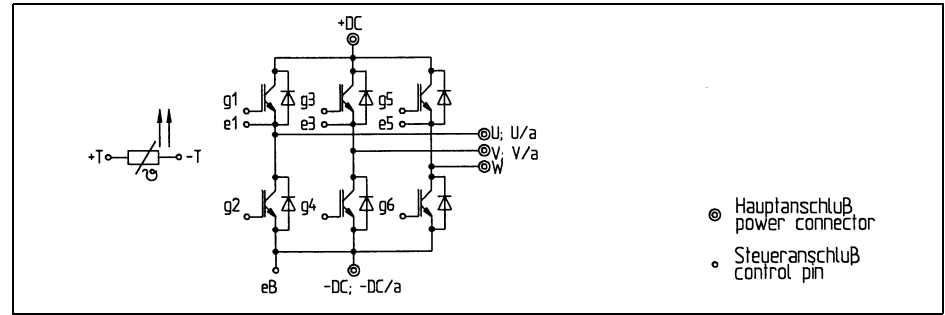 +DC
g1 g3 g5
e1 e3 e5
U; U/a
V; V/a
W
+T -T
ϑ
g2 g4 g6
eB -DC; -DC/a
Hauptanschluß
power connector
Steueranschluß
control pin